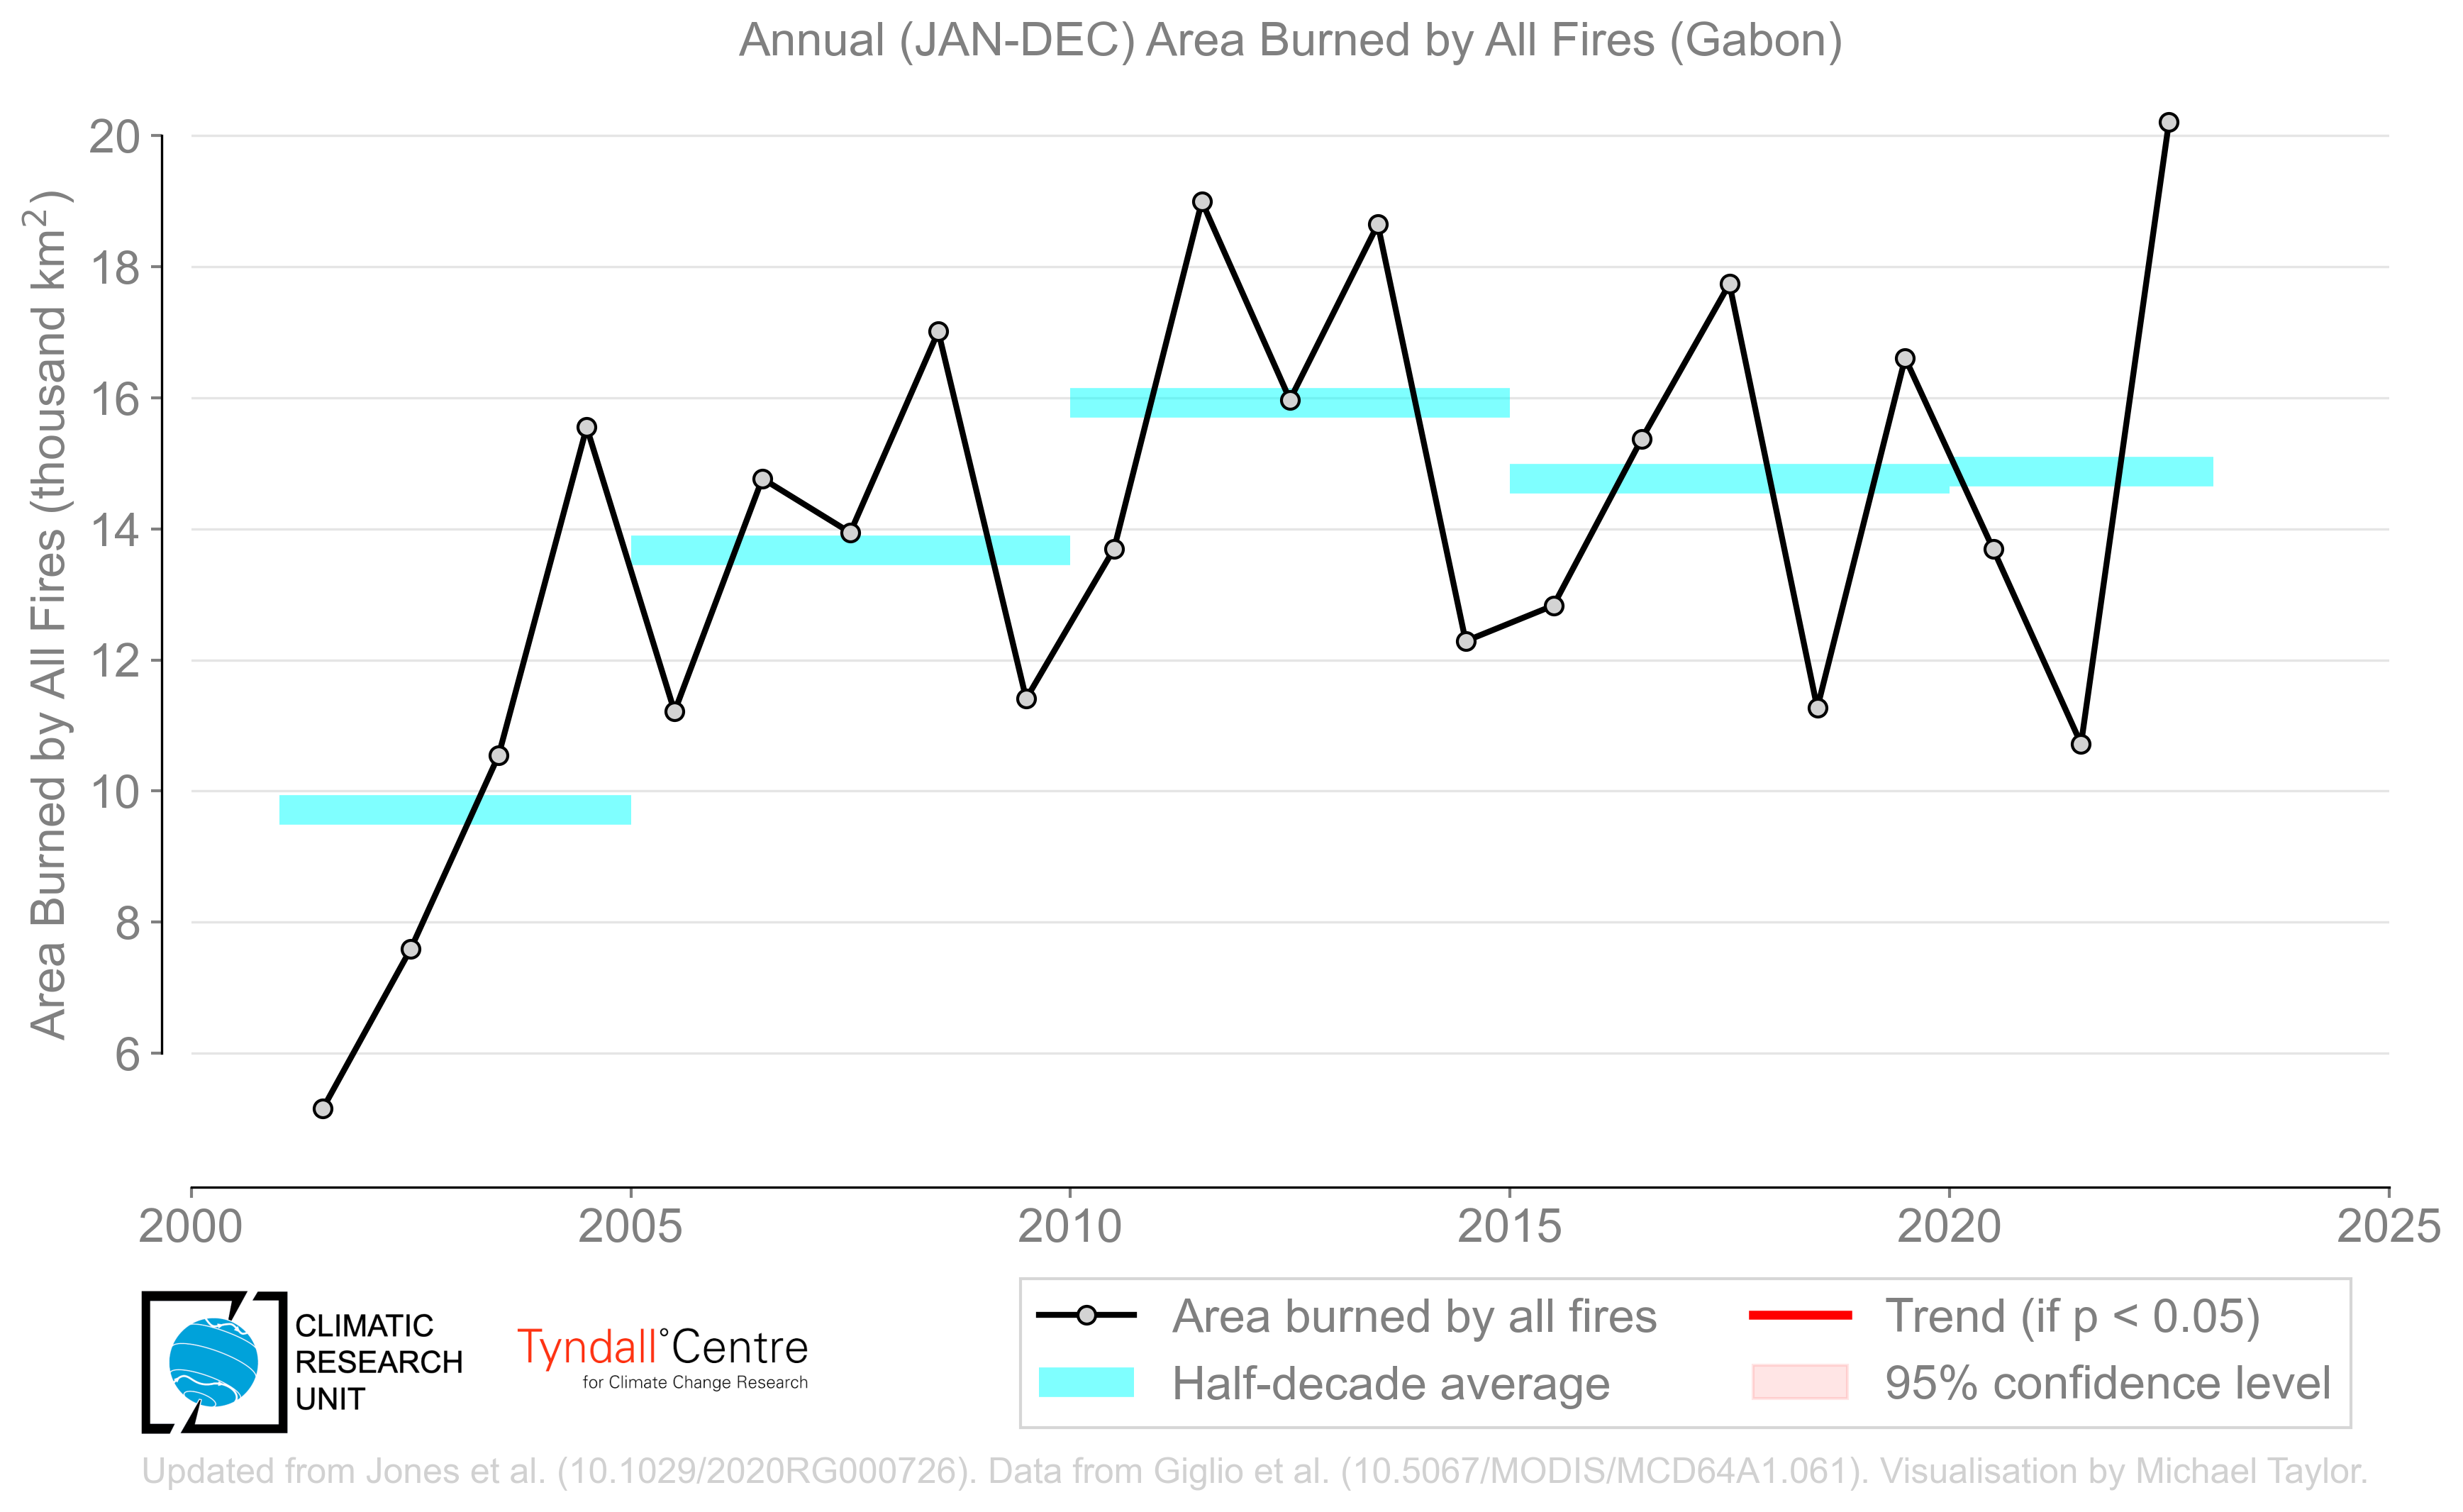 Annual (JAN-DEC) Area Burned by All Fires (Gabon)
Area Burned by All Fires (thousand km²)
20
18
16
14
12
10
8
6
2000 2005 2010 2015 2020 2025
CLIMATIC
RESEARCH
UNIT
Tyndall°Centre
for Climate Change Research
Area burned by all fires
Half-decade average
Trend (if p < 0.05)
95% confidence level
Updated from Jones et al. (10.1029/2020RG000726). Data from Giglio et al. (10.5067/MODIS/MCD64A1.061). Visualisation by Michael Taylor.